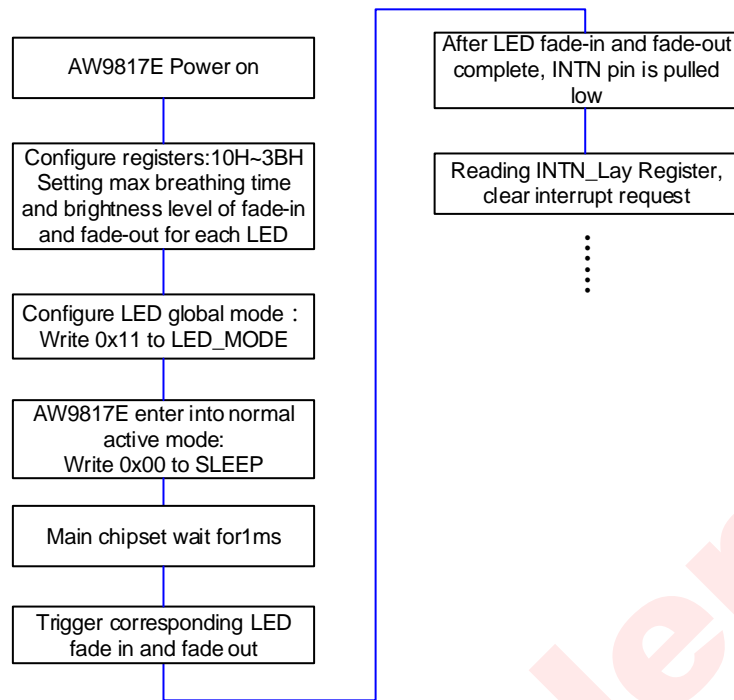 AW9817E Power on
Configure registers:10H~3BH
Setting max breathing time
and brightness level of fade-in
and fade-out for each LED
Configure LED global mode：
Write 0x11 to LED_MODE
AW9817E enter into normal
active mode:
Write 0x00 to SLEEP
Main chipset wait for1ms
Trigger corresponding LED
fade in and fade out
After LED fade-in and fade-out
complete, INTN pin is pulled
low
Reading INTN_Lay Register,
clear interrupt request